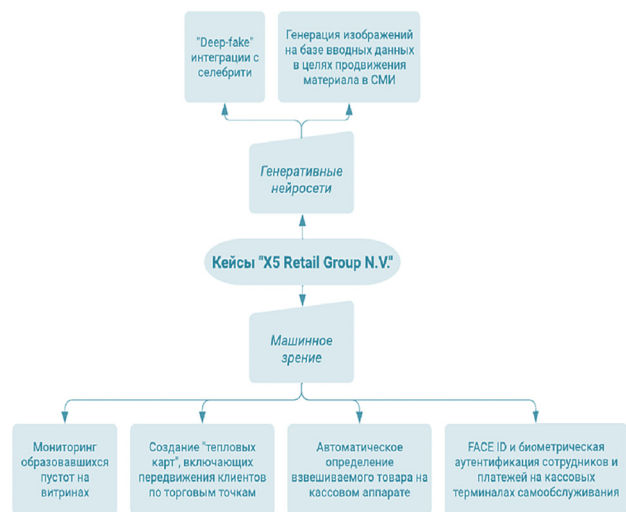 "Deep-fake"
интеграции с
селебрити
Генерация изображений
на базе вводных данных
в целях продвижения
материала в СМИ
Генеративные
нейросети
Кейсы "X5 Retail Group N.V."
Машинное
зрение
Мониторинг
образовавшихся
пустот на
витринах
Создание "тепловых
карт", включающих
передвижения клиентов
по торговым точкам
Автоматическое
определение
взвешиваемого товара на
кассовом аппарате
FACE ID и биометрическая
аутентификация сотрудников и
платежей на кассовых
терминалах самообслуживания